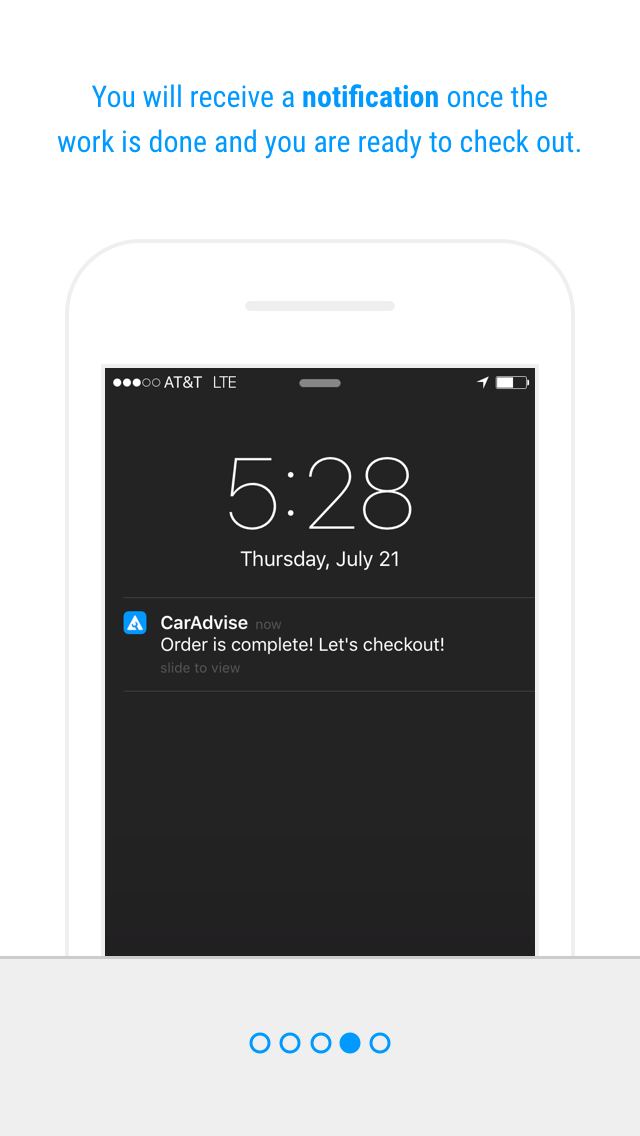 You will receive a notification once the
work is done and you are ready to check out.
AT&T LTE
5:28
Thursday, July 21
CarAdvise now
Order is complete! Let's checkout!
slide to view